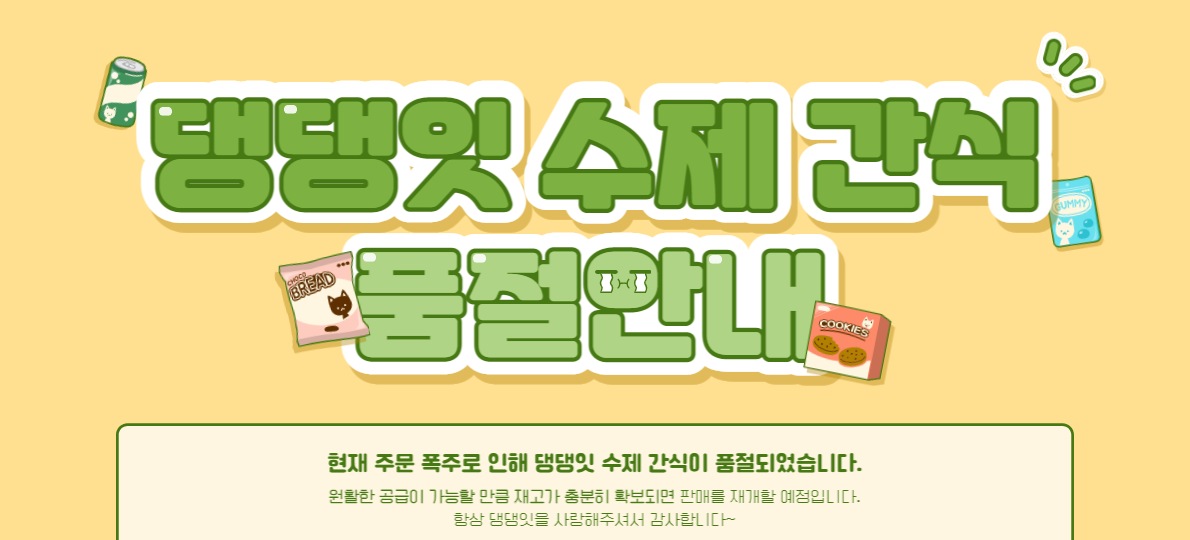 댕댕잇 수제 간식
GUMMY
품절안내
CHOCO
BREAD
COOKIES
현재 주문 폭주로 인해 댕댕잇 수제 간식이 품절되었습니다.
원활한 공급이 가능할 만큼 재고가 충분히 확보되면 판매를 재개할 예정입니다.
항상 댕댕잇을 사랑해주셔서 감사합니다~